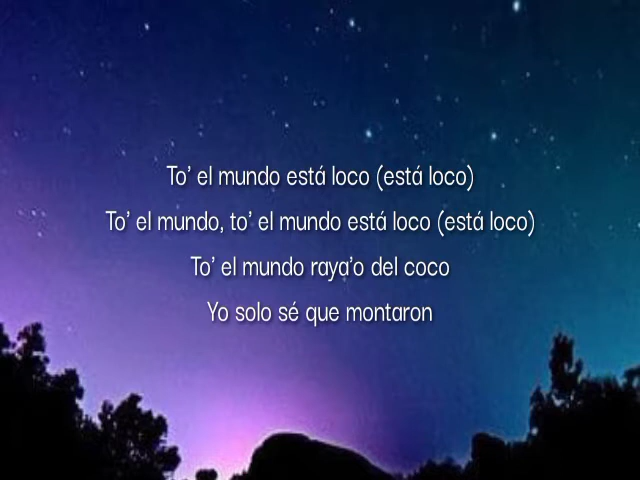 To' el mundo está loco (está loco)
To' el mundo, to' el mundo está loco (está loco)
To' el mundo raya'o del coco
Yo solo sé que montaron